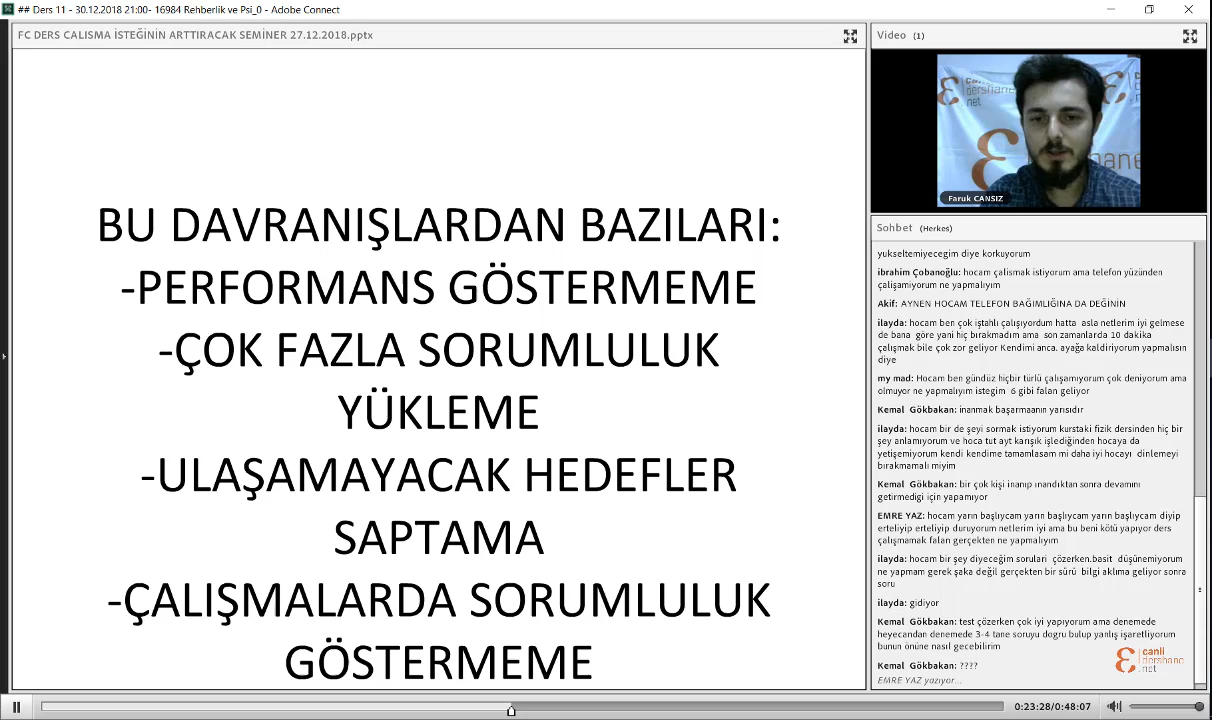 ## Ders 11 - 30.12.2018 21:00- 16984 Rehberlik ve Psi_0 - Adobe Connect
FC DERS CALISMA İSTEĞİNİN ARTTIRACAK SEMİNER 27.12.2018.pptx
BU DAVRANIŞLARDAN BAZILARI:
-PERFORMANS GÖSTERMEME
-ÇOK FAZLA SORUMLULUK
YÜKLEME
-ULAŞAMAYACAK HEDEFLER
SAPTAMA
-ÇALIŞMALARDA SORUMLULUK
GÖSTERMEME
Video (1)
Faruk CANSIZ
Sohbet (Herkes)
yukseltemiyecegim diye korkuyorum
ibrahim Çobanoğlu: hocam çalismak istiyorum ama telefon yüzünden
çalişamiyorum ne yapmalıyım
Akif: AYNEN HOCAM TELEFON BAĞIMLIĞINA DA DEĞİNİN
ilayda: hocam ben çok iştahlı çalışıyordum hatta asla netlerim iyi gelmese
de bana göre yani hiç bırakmadım ama son zamanlarda 10 dakika
çalışmak bile çok zor geliyor Kendimi anca. ayağa kaldiriyorum yapmalısın
diye
my mad: Hocam ben gündüz hiçbir türlü çalışamıyorum çok deniyorum ama
olmuyor ne yapmalıyım istegim 6 gibi falan geliyor
Kemal Gökbakan: inanmak başarmaanın yarısıdır
ilayda: hocam bir de şeyi sormak istiyorum kurstaki fizik dersinden hiç bir
şey anlamıyorum ve hoca tut ayt karışık işlediğinden hocaya da
yetişemiyorum kendi kendime tamamlasam mi daha iyi hocayı dinlemeyi
bırakmamalı miyim
Kemal Gökbakan: bir çok kişi inanıp ınandıktan sonra devamını
getirmedigi için yapamıyor
EMRE YAZ: hocam yarın başlıycam yarın başlıycam yarın başlıycam diyip
erteliyip erteliyip duruyorum netlerim iyi ama bu beni kötü yapıyor ders
çalışmamak falan gerçekten ne yapmalıyım
ilayda: hocam bir şey diyeceğim sorulari çözerken.basit düşünemiyorum
ne yapmam gerek şaka değil gerçekten bir sürü bilgi aklıma geliyor sonra
soru
ilayda: gidiyor
Kemal Gökbakan: test çözerken çok iyi yapıyorum ama denemede
heyecandan denemede 3-4 tane soruyu dogru bulup yanlış işaretliyorum
bunun önüne nasıl gecebilirim
Kemal Gökbakan: ????
EMRE YAZ yazıyor...
canli
dershane
.net
0:23:28/0:48:07